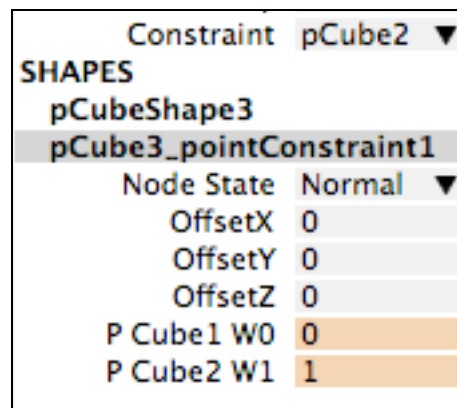 Constraint pCube2 ▼
SHAPES
pCubeShape3
pCube3_pointConstraint1
Node State Normal ▼
OffsetX 0
OffsetY 0
OffsetZ 0
P Cube1 W0 0
P Cube2 W1 1